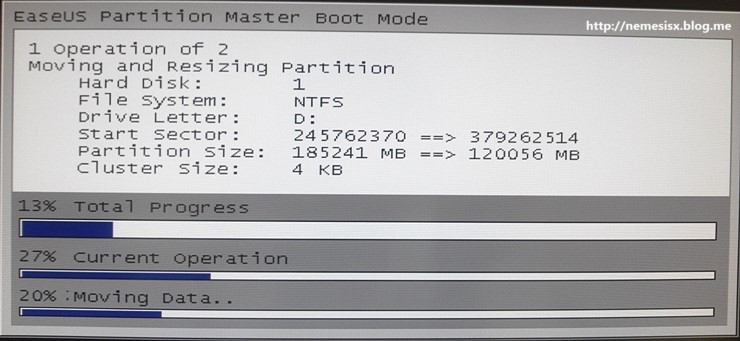 EaseUS Partition Master Boot Mode
http://nemesisx.blog.me
1 Operation of 2
Moving and Resizing Partition
Hard Disk: 1
File System: NTFS
Drive Letter: D:
Start Sector: 245762370 ==> 379262514
Partition Size: 185241 MB ==> 120056 MB
Cluster Size: 4 KB
13% Total Progress
27% Current Operation
20% :Moving Data..